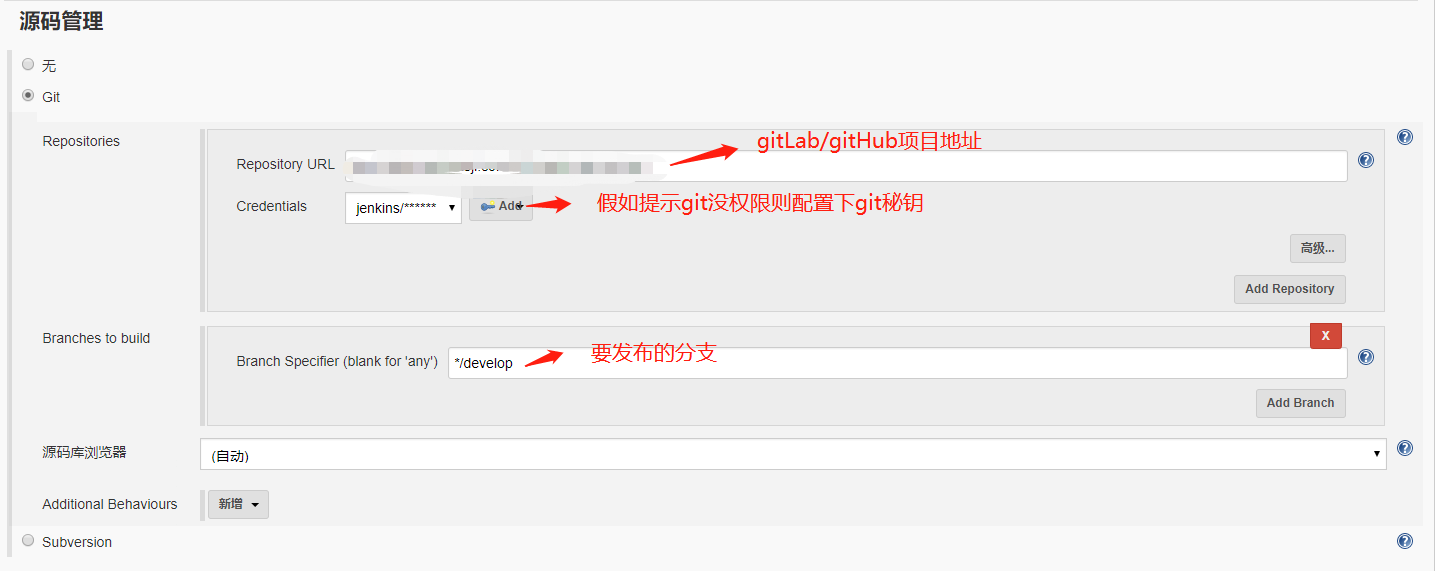 源码管理
无
Git
Repositories
Repository URL
gitLab/gitHub项目地址
Credentials
jenkins/******
Add
假如提示git没权限则配置下git秘钥
高级...
Add Repository
Branches to build
X
Branch Specifier (blank for 'any')
*/develop
要发布的分支
Add Branch
源码库浏览器
(自动)
Additional Behaviours
新增
Subversion